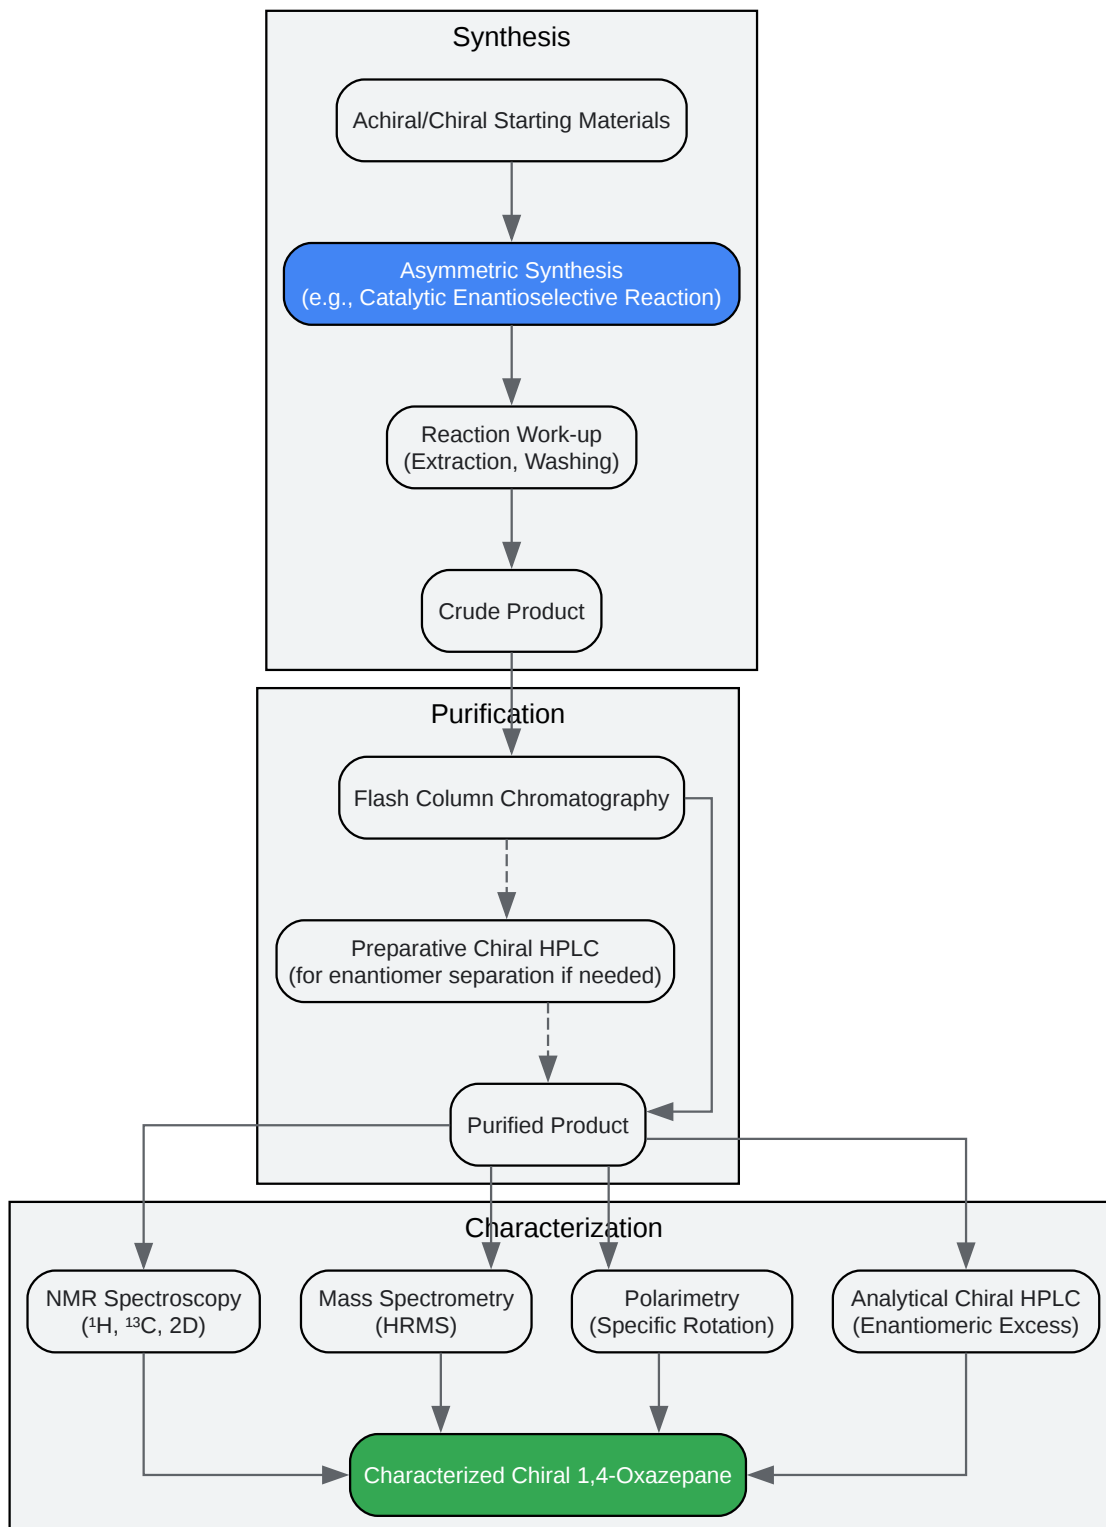 Synthesis
Achiral/Chiral Starting Materials
Asymmetric Synthesis
(e.g., Catalytic Enantioselective Reaction)
Reaction Work-up
(Extraction, Washing)
Crude Product
Purification
Flash Column Chromatography
Preparative Chiral HPLC
(for enantiomer separation if needed)
Purified Product
Characterization
NMR Spectroscopy
(¹H, ¹³C, 2D)
Mass Spectrometry
(HRMS)
Polarimetry
(Specific Rotation)
Analytical Chiral HPLC
(Enantiomeric Excess)
Characterized Chiral 1,4-Oxazepane